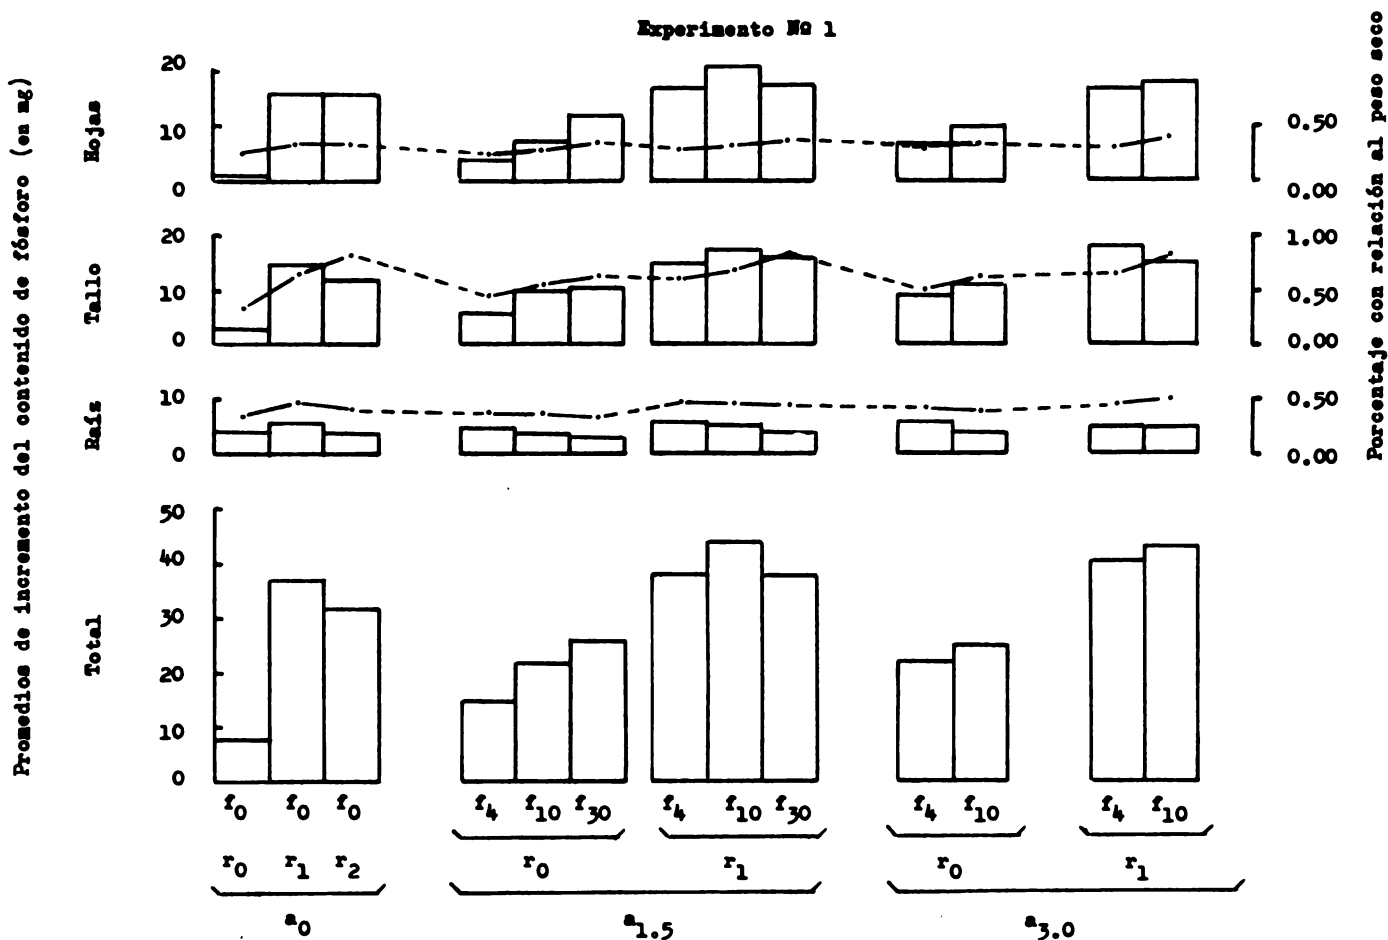 Experimento Nº 1
Promedios de incremento del contenido de fósforo (en mg)
Porcentaje con relación al peso seco
Hojas
20
10
0
0.50
0.00
Tallo
20
10
0
1.00
0.50
0.00
Raíz
10
0
0.50
0.00
Total
50
40
30
20
10
0
f0 f0 f0 f4 f10 f30 f4 f10 f30 f4 f10 f4 f10
r0 r1 r2 r0 r1 r0 r1
a0 a1.5 a3.0